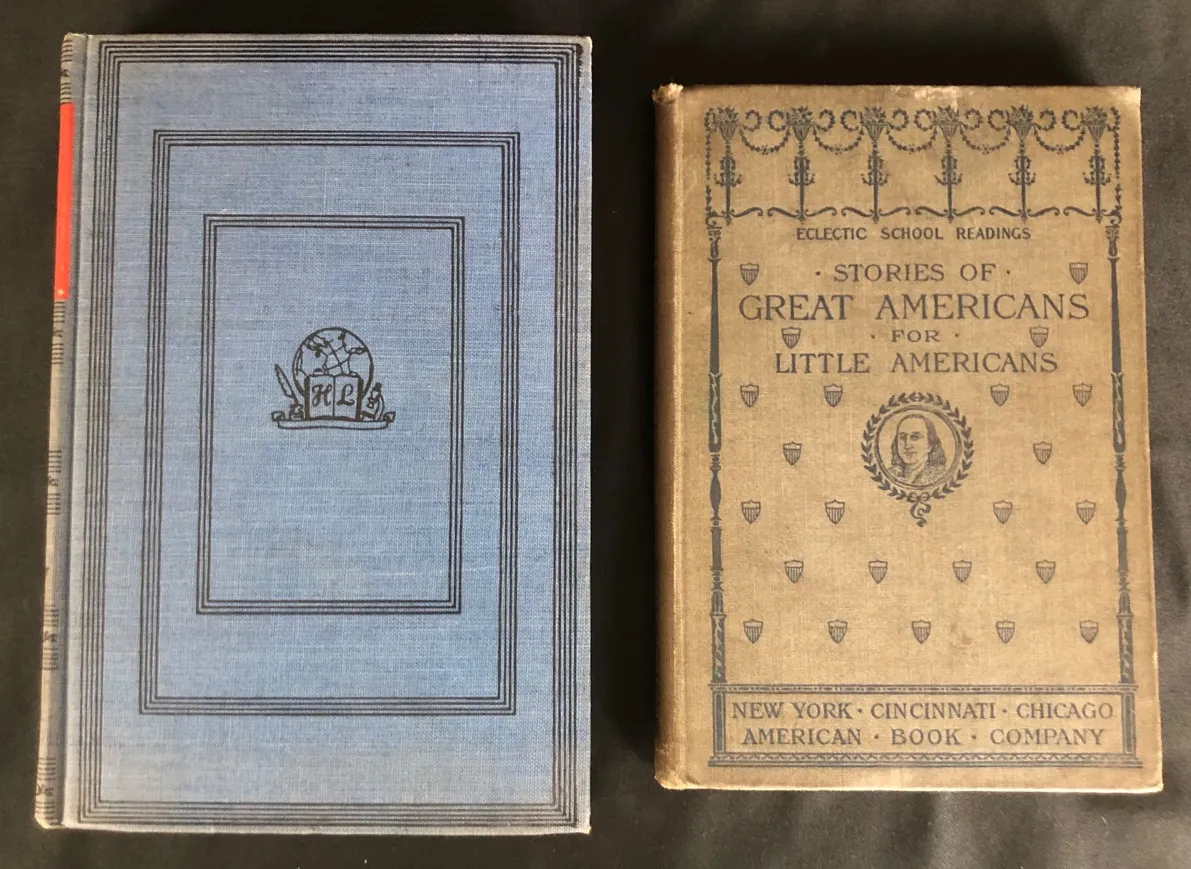 H L
ECLECTIC SCHOOL READINGS
· STORIES OF ·
GREAT AMERICANS
· FOR ·
LITTLE AMERICANS
NEW YORK · CINCINNATI · CHICAGO
AMERICAN · BOOK · COMPANY